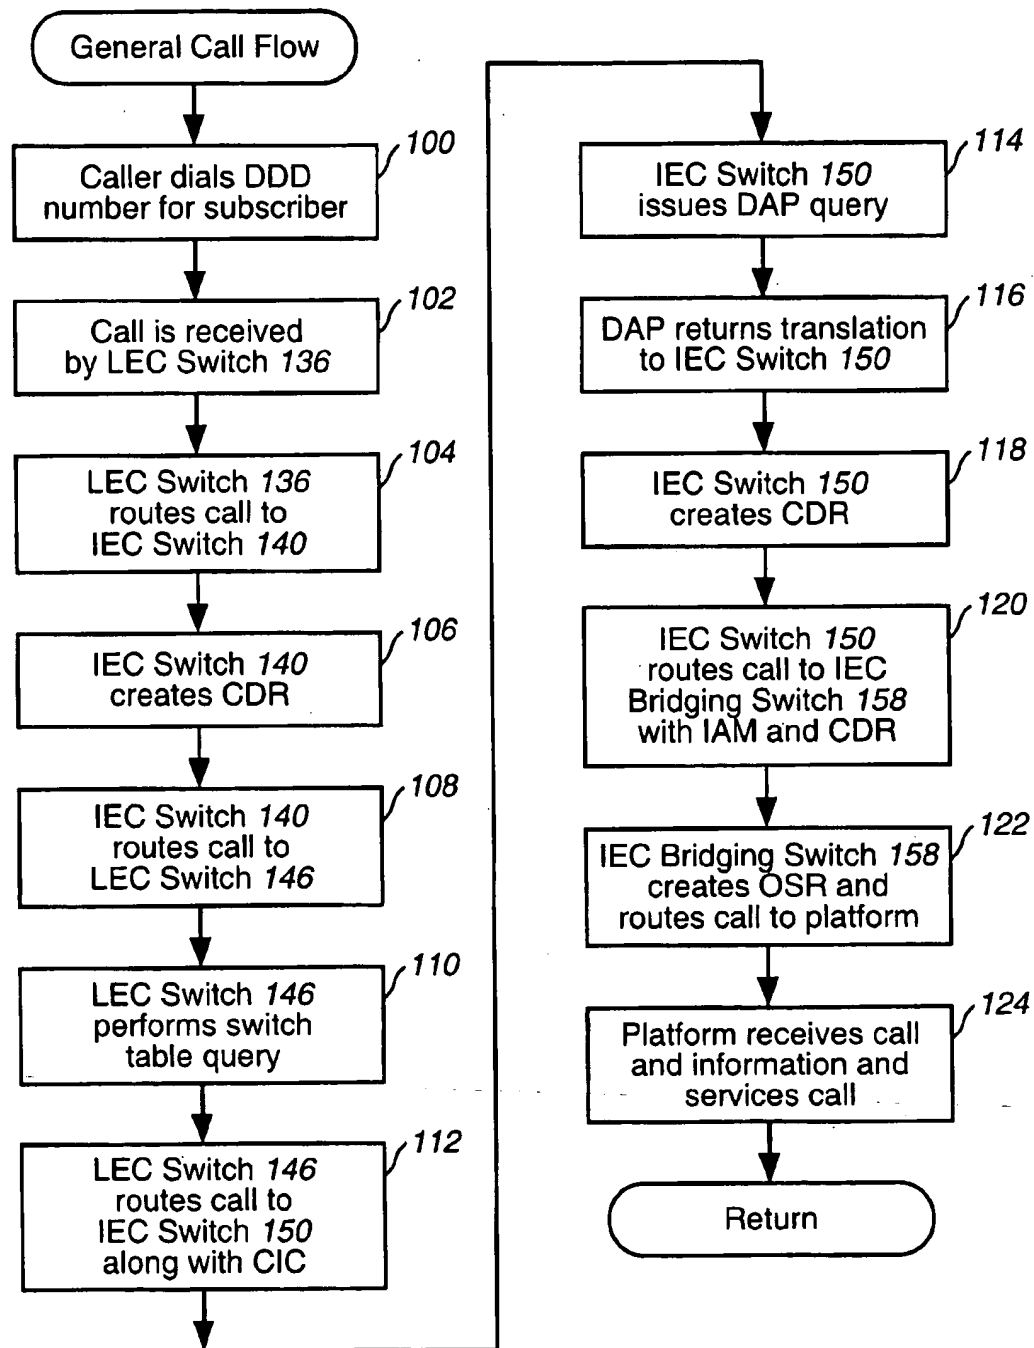 General Call Flow
100
Caller dials DDD
number for subscriber
102
Call is received
by LEC Switch 136
104
LEC Switch 136
routes call to
IEC Switch 140
106
IEC Switch 140
creates CDR
108
IEC Switch 140
routes call to
LEC Switch 146
110
LEC Switch 146
performs switch
table query
112
LEC Switch 146
routes call to
IEC Switch 150
along with CIC
114
IEC Switch 150
issues DAP query
116
DAP returns translation
to IEC Switch 150
118
IEC Switch 150
creates CDR
120
IEC Switch 150
routes call to IEC
Bridging Switch 158
with IAM and CDR
122
IEC Bridging Switch 158
creates OSR and
routes call to platform
124
Platform receives call
and information and
services call
Return